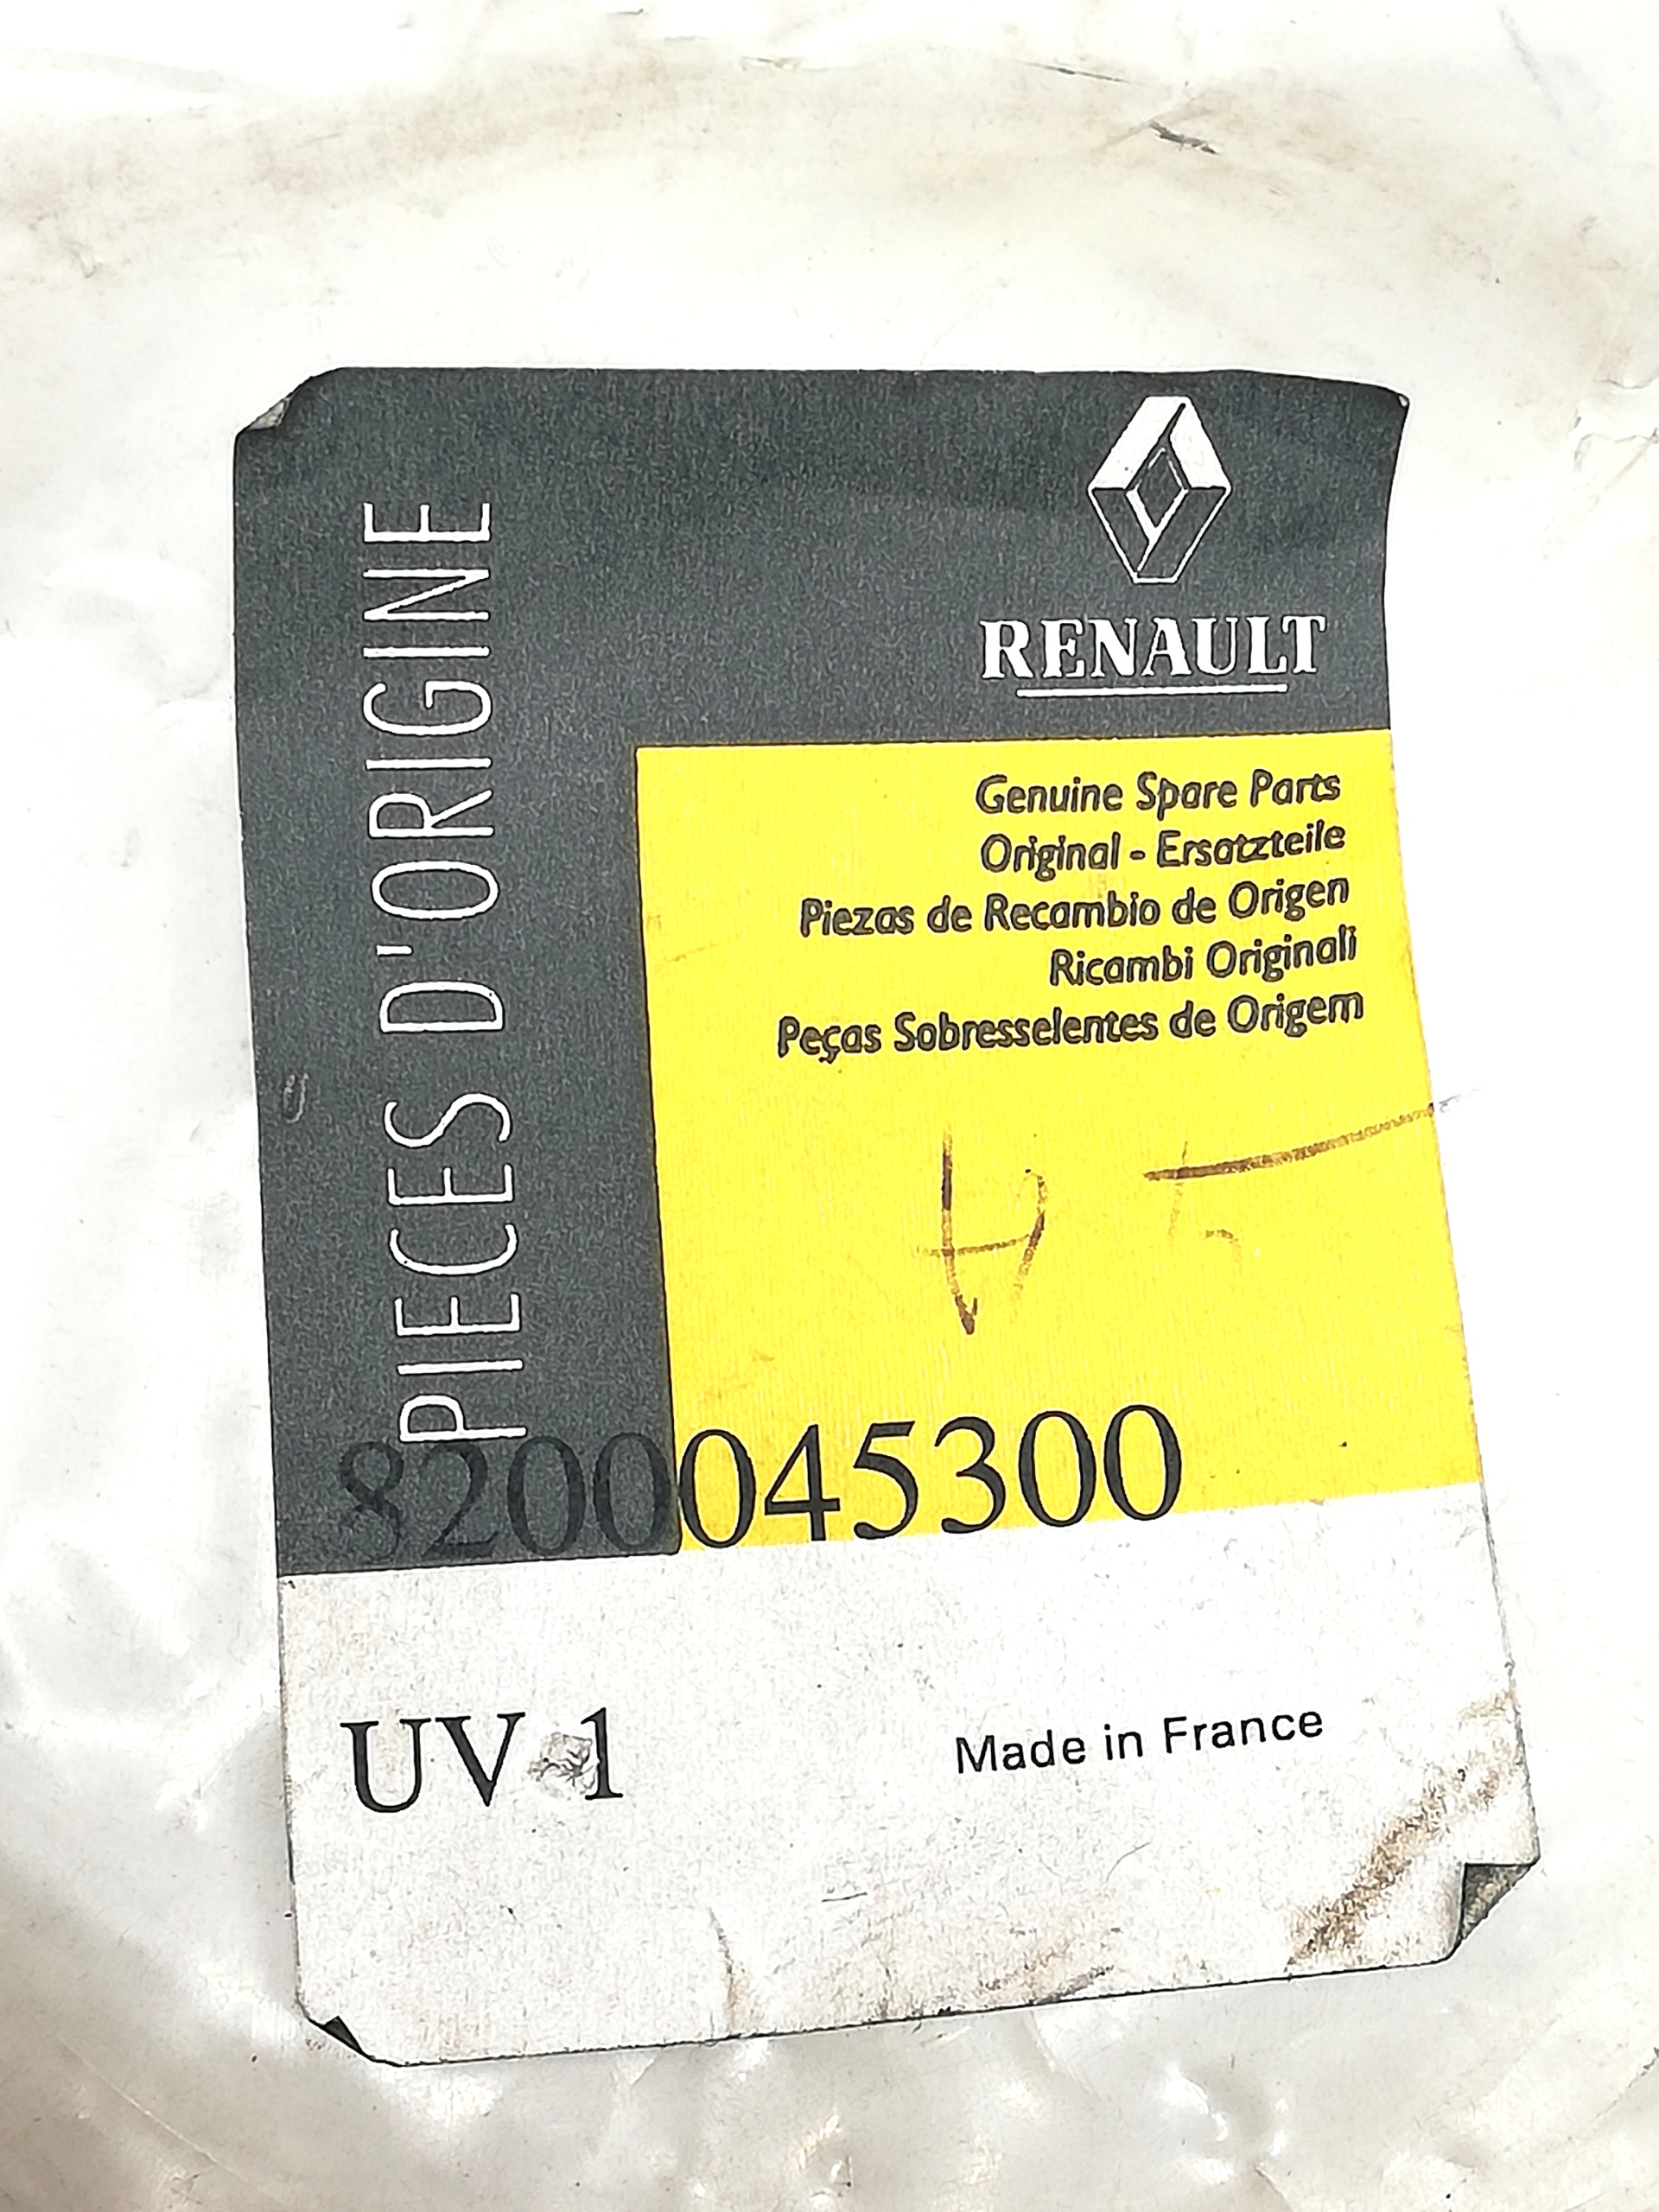 RENAULT
PIECES D'ORIGINE
Genuine Spare Parts
Original - Ersatzteile
Piezas de Recambio de Origen
Ricambi Originali
Peças Sobresselentes de Origem
8200045300
UV 1
Made in France